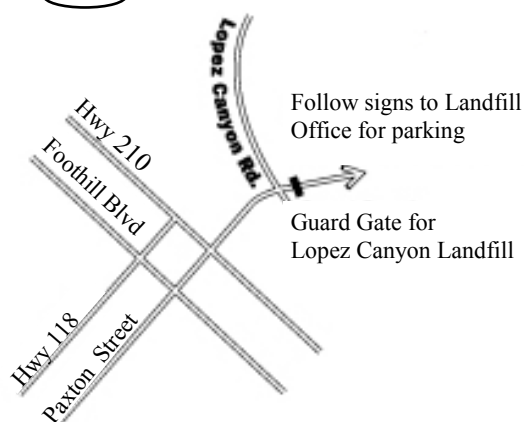 Lopez Canyon Rd.
Hwy 210
Foothill Blvd
Follow signs to Landfill
Office for parking
Guard Gate for
Lopez Canyon Landfill
Hwy 118
Paxton Street